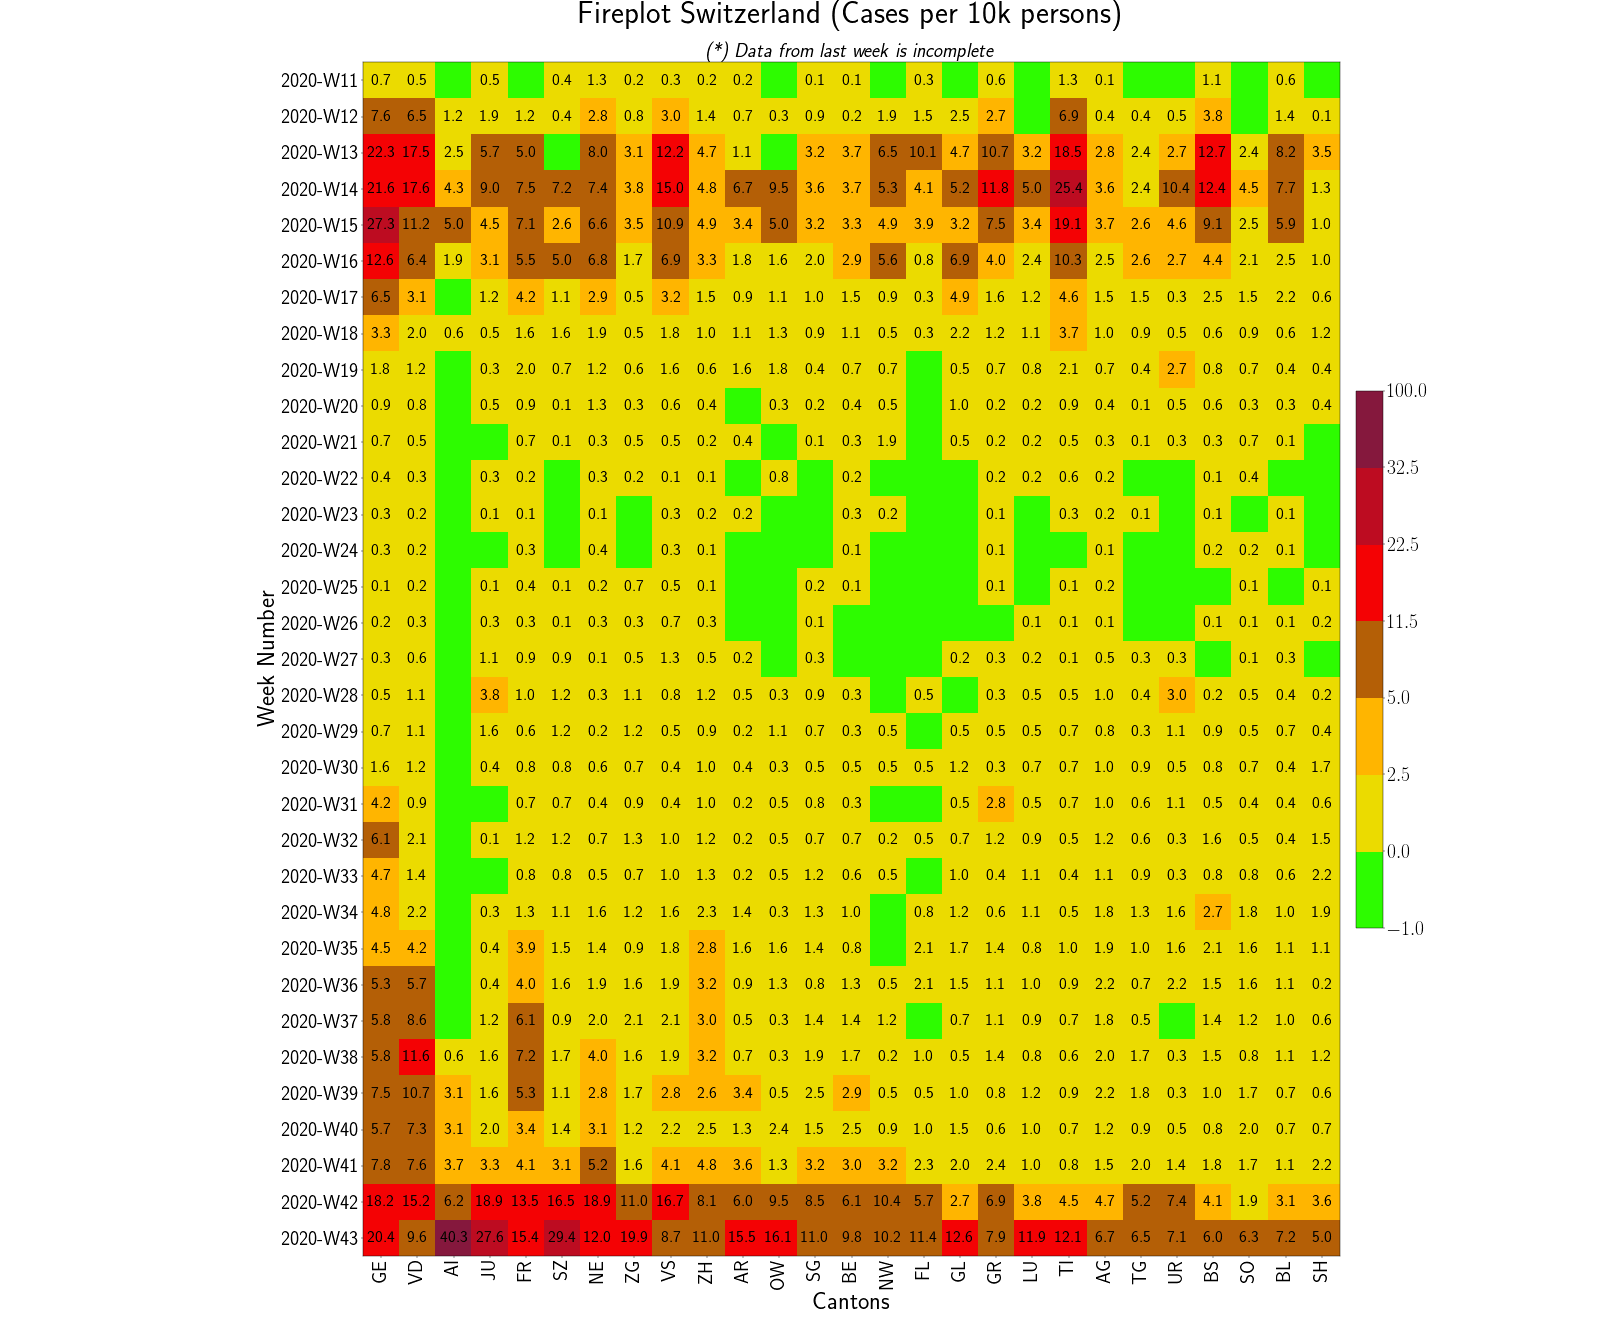 Fireplot Switzerland (Cases per 10k persons)
(*) Data from last week is incomplete
2020-W11 0.7 0.5 0.5 0.4 1.3 0.2 0.3 0.2 0.2 0.1 0.1 0.3 0.6 1.3 0.1 1.1 0.6
2020-W12 7.6 6.5 1.2 1.9 1.2 0.4 2.8 0.8 3.0 1.4 0.7 0.3 0.9 0.2 1.9 1.5 2.5 2.7 6.9 0.4 0.4 0.5 3.8 1.4 0.1
2020-W13 22.3 17.5 2.5 5.7 5.0 8.0 3.1 12.2 4.7 1.1 3.2 3.7 6.5 10.1 4.7 10.7 3.2 18.5 2.8 2.4 2.7 12.7 2.4 8.2 3.5
2020-W14 21.6 17.6 4.3 9.0 7.5 7.2 7.4 3.8 15.0 4.8 6.7 9.5 3.6 3.7 5.3 4.1 5.2 11.8 5.0 25.4 3.6 2.4 10.4 12.4 4.5 7.7 1.3
2020-W15 27.3 11.2 5.0 4.5 7.1 2.6 6.6 3.5 10.9 4.9 3.4 5.0 3.2 3.3 4.9 3.9 3.2 7.5 3.4 19.1 3.7 2.6 4.6 9.1 2.5 5.9 1.0
2020-W16 12.6 6.4 1.9 3.1 5.5 5.0 6.8 1.7 6.9 3.3 1.8 1.6 2.0 2.9 5.6 0.8 6.9 4.0 2.4 10.3 2.5 2.6 2.7 4.4 2.1 2.5 1.0
2020-W17 6.5 3.1 1.2 4.2 1.1 2.9 0.5 3.2 1.5 0.9 1.1 1.0 1.5 0.9 0.3 4.9 1.6 1.2 4.6 1.5 1.5 0.3 2.5 1.5 2.2 0.6
2020-W18 3.3 2.0 0.6 0.5 1.6 1.6 1.9 0.5 1.8 1.0 1.1 1.3 0.9 1.1 0.5 0.3 2.2 1.2 1.1 3.7 1.0 0.9 0.5 0.6 0.9 0.6 1.2
2020-W19 1.8 1.2 0.3 2.0 0.7 1.2 0.6 1.6 0.6 1.6 1.8 0.4 0.7 0.7 0.5 0.7 0.8 2.1 0.7 0.4 2.7 0.8 0.7 0.4 0.4
2020-W20 0.9 0.8 0.5 0.9 0.1 1.3 0.3 0.6 0.4 0.3 0.2 0.4 0.5 1.0 0.2 0.2 0.9 0.4 0.1 0.5 0.6 0.3 0.3 0.4
2020-W21 0.7 0.5 0.7 0.1 0.3 0.5 0.5 0.2 0.4 0.1 0.3 1.9 0.5 0.2 0.2 0.5 0.3 0.1 0.3 0.3 0.7 0.1
2020-W22 0.4 0.3 0.3 0.2 0.3 0.2 0.1 0.1 0.8 0.2 0.2 0.2 0.6 0.2 0.1 0.4
2020-W23 0.3 0.2 0.1 0.1 0.1 0.3 0.2 0.2 0.3 0.2 0.1 0.3 0.2 0.1 0.1 0.1
2020-W24 0.3 0.2 0.3 0.4 0.3 0.1 0.1 0.1 0.1 0.2 0.2 0.1
2020-W25 0.1 0.2 0.1 0.4 0.1 0.2 0.7 0.5 0.1 0.2 0.1 0.1 0.1 0.2 0.1 0.1
2020-W26 0.2 0.3 0.3 0.3 0.1 0.3 0.3 0.7 0.3 0.1 0.1 0.1 0.1 0.1 0.1 0.1 0.2
2020-W27 0.3 0.6 1.1 0.9 0.9 0.1 0.5 1.3 0.5 0.2 0.3 0.2 0.3 0.2 0.1 0.5 0.3 0.3 0.1 0.3
2020-W28 0.5 1.1 3.8 1.0 1.2 0.3 1.1 0.8 1.2 0.5 0.3 0.9 0.3 0.5 0.3 0.5 0.5 1.0 0.4 3.0 0.2 0.5 0.4 0.2
2020-W29 0.7 1.1 1.6 0.6 1.2 0.2 1.2 0.5 0.9 0.2 1.1 0.7 0.3 0.5 0.5 0.5 0.5 0.7 0.8 0.3 1.1 0.9 0.5 0.7 0.4
2020-W30 1.6 1.2 0.4 0.8 0.8 0.6 0.7 0.4 1.0 0.4 0.3 0.5 0.5 0.5 0.5 1.2 0.3 0.7 0.7 1.0 0.9 0.5 0.8 0.7 0.4 1.7
2020-W31 4.2 0.9 0.7 0.7 0.4 0.9 0.4 1.0 0.2 0.5 0.8 0.3 0.5 2.8 0.5 0.7 1.0 0.6 1.1 0.5 0.4 0.4 0.6
2020-W32 6.1 2.1 0.1 1.2 1.2 0.7 1.3 1.0 1.2 0.2 0.5 0.7 0.7 0.2 0.5 0.7 1.2 0.9 0.5 1.2 0.6 0.3 1.6 0.5 0.4 1.5
2020-W33 4.7 1.4 0.8 0.8 0.5 0.7 1.0 1.3 0.2 0.5 1.2 0.6 0.5 1.0 0.4 1.1 0.4 1.1 0.9 0.3 0.8 0.8 0.6 2.2
2020-W34 4.8 2.2 0.3 1.3 1.1 1.6 1.2 1.6 2.3 1.4 0.3 1.3 1.0 0.8 1.2 0.6 1.1 0.5 1.8 1.3 1.6 2.7 1.8 1.0 1.9
2020-W35 4.5 4.2 0.4 3.9 1.5 1.4 0.9 1.8 2.8 1.6 1.6 1.4 0.8 2.1 1.7 1.4 0.8 1.0 1.9 1.0 1.6 2.1 1.6 1.1 1.1
2020-W36 5.3 5.7 0.4 4.0 1.6 1.9 1.6 1.9 3.2 0.9 1.3 0.8 1.3 0.5 2.1 1.5 1.1 1.0 0.9 2.2 0.7 2.2 1.5 1.6 1.1 0.2
2020-W37 5.8 8.6 1.2 6.1 0.9 2.0 2.1 2.1 3.0 0.5 0.3 1.4 1.4 1.2 0.7 1.1 0.9 0.7 1.8 0.5 1.4 1.2 1.0 0.6
2020-W38 5.8 11.6 0.6 1.6 7.2 1.7 4.0 1.6 1.9 3.2 0.7 0.3 1.9 1.7 0.2 1.0 0.5 1.4 0.8 0.6 2.0 1.7 0.3 1.5 0.8 1.1 1.2
2020-W39 7.5 10.7 3.1 1.6 5.3 1.1 2.8 1.7 2.8 2.6 3.4 0.5 2.5 2.9 0.5 0.5 1.0 0.8 1.2 0.9 2.2 1.8 0.3 1.0 1.7 0.7 0.6
2020-W40 5.7 7.3 3.1 2.0 3.4 1.4 3.1 1.2 2.2 2.5 1.3 2.4 1.5 2.5 0.9 1.0 1.5 0.6 1.0 0.7 1.2 0.9 0.5 0.8 2.0 0.7 0.7
2020-W41 7.8 7.6 3.7 3.3 4.1 3.1 5.2 1.6 4.1 4.8 3.6 1.3 3.2 3.0 3.2 2.3 2.0 2.4 1.0 0.8 1.5 2.0 1.4 1.8 1.7 1.1 2.2
2020-W42 18.2 15.2 6.2 18.9 13.5 16.5 18.9 11.0 16.7 8.1 6.0 9.5 8.5 6.1 10.4 5.7 2.7 6.9 3.8 4.5 4.7 5.2 7.4 4.1 1.9 3.1 3.6
2020-W43 20.4 9.6 40.3 27.6 15.4 29.4 12.0 19.9 8.7 11.0 15.5 16.1 11.0 9.8 10.2 11.4 12.6 7.9 11.9 12.1 6.7 6.5 7.1 6.0 6.3 7.2 5.0
GE VD AI JU FR SZ NE ZG VS ZH AR OW SG BE NW FL GL GR LU TI AG TG UR BS SO BL SH
Cantons
Week Number
100.0
32.5
22.5
11.5
5.0
2.5
0.0
−1.0